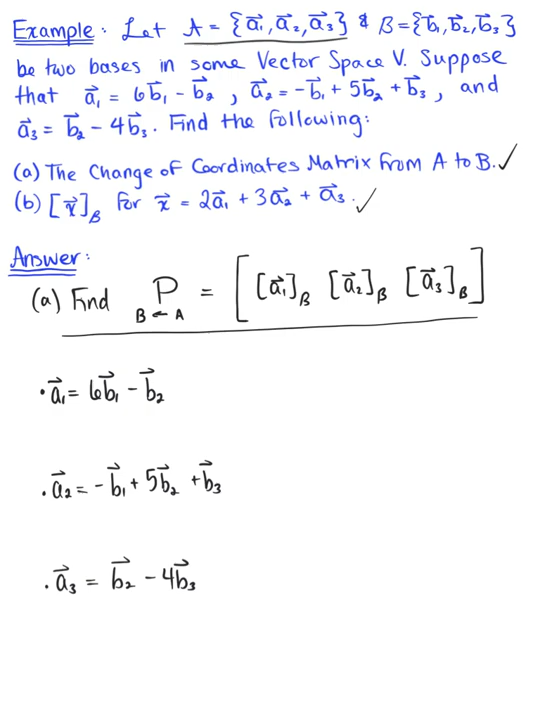 Example: Let A = {a⃗₁, a⃗₂, a⃗₃} & B = {b⃗₁, b⃗₂, b⃗₃}
be two bases in some Vector Space V. Suppose
that a⃗₁ = 6b⃗₁ - b⃗₂, a⃗₂ = -b⃗₁ + 5b⃗₂ + b⃗₃, and
a⃗₃ = b⃗₂ - 4b⃗₃. Find the following:
(a) The Change of Coordinates Matrix from A to B. ✓
(b) [x⃗]_B for x⃗ = 2a⃗₁ + 3a⃗₂ + a⃗₃. ✓
Answer:
(a) Find P_{B←A} = [ [a⃗₁]_B [a⃗₂]_B [a⃗₃]_B ]
• a⃗₁ = 6b⃗₁ - b⃗₂
• a⃗₂ = -b⃗₁ + 5b⃗₂ + b⃗₃
• a⃗₃ = b⃗₂ - 4b⃗₃